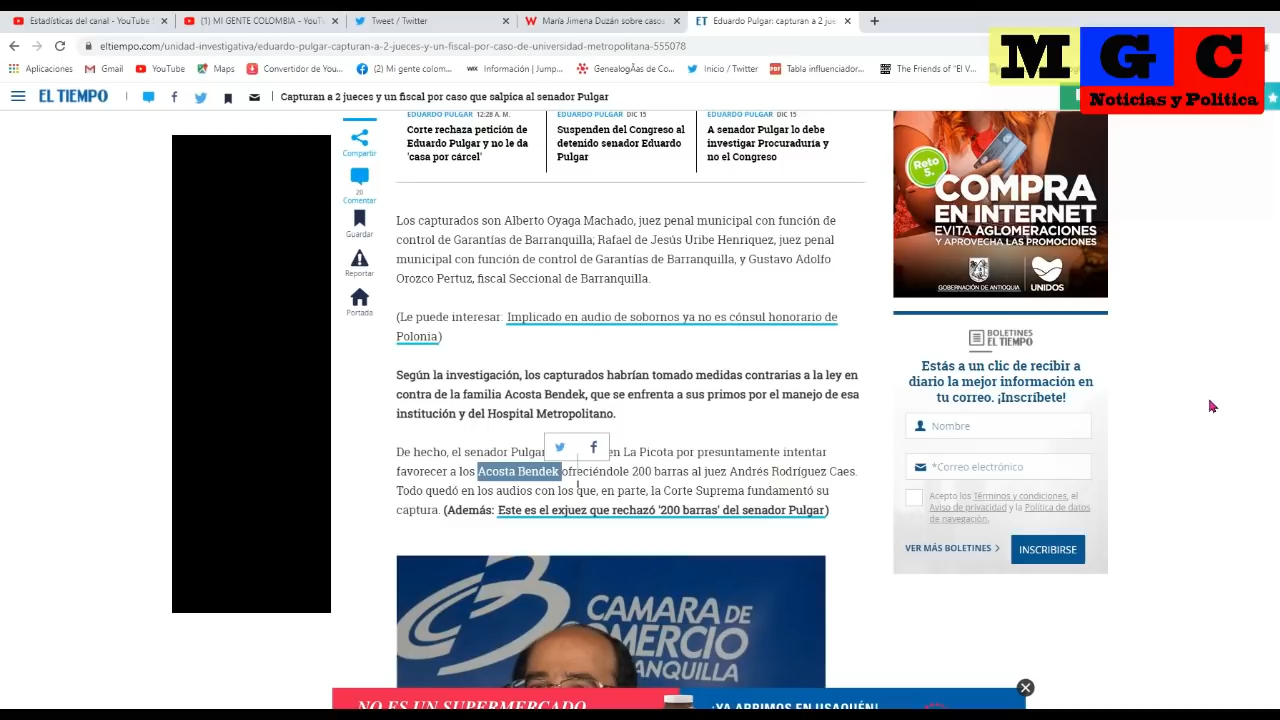 Estadísticas del canal - YouTube S
(1) MI GENTE COLOMBIA - YouTu
Tweet / Twitter
María Jimena Duzán sobre casos
ET Eduardo Pulgar: capturan a 2 jue
eltiempo.com/unidad-investigativa/eduardo-pulgar-capturan-a-2-jueces-y-un-fiscal-por-caso-de-universidad-metropolitana-555078
Aplicaciones
Gmail
YouTube
Maps
Convertidor de You...
(2) Mi gente colom...
Información | Jump...
GenealogÃ­as de Co...
Inicio / Twitter
Tabla influenciador...
The Friends of "El V...
MGC
Noticias y Politica
EL TIEMPO
Capturan a 2 jueces y un fiscal por caso que salpica al senador Pulgar
EDUARDO PULGAR 12:28 A. M.
Corte rechaza petición de
Eduardo Pulgar y no le da
'casa por cárcel'
EDUARDO PULGAR DIC 15
Suspenden del Congreso al
detenido senador Eduardo
Pulgar
EDUARDO PULGAR DIC 15
A senador Pulgar lo debe
investigar Procuraduría y
no el Congreso
Compartir
20
Comentar
Guardar
Reportar
Portada
Los capturados son Alberto Oyaga Machado, juez penal municipal con función de
control de Garantías de Barranquilla; Rafael de Jesús Uribe Henriquez, juez penal
municipal con función de control de Garantías de Barranquilla, y Gustavo Adolfo
Orozco Pertuz, fiscal Seccional de Barranquilla.
(Le puede interesar: Implicado en audio de sobornos ya no es cónsul honorario de
Polonia)
Según la investigación, los capturados habrían tomado medidas contrarias a la ley en
contra de la familia Acosta Bendek, que se enfrenta a sus primos por el manejo de esa
institución y del Hospital Metropolitano.
De hecho, el senador Pulgar en La Picota por presuntamente intentar
favorecer a los Acosta Bendek ofreciéndole 200 barras al juez Andrés Rodríguez Caes.
Todo quedó en los audios con los que, en parte, la Corte Suprema fundamentó su
captura. (Además: Este es el exjuez que rechazó '200 barras' del senador Pulgar)
CAMARA DE
COMERCIO
ANQUILLA
Reto
5.
COMPRA
EN INTERNET
EVITA AGLOMERACIONES
Y APROVECHA LAS PROMOCIONES
GOBERNACIÓN DE ANTIOQUIA
UNIDOS
BOLETINES
EL TIEMPO
Estás a un clic de recibir a
diario la mejor información en
tu correo. ¡Inscríbete!
Nombre
*Correo electrónico
Acepto los Términos y condiciones, el
Aviso de privacidad y la Política de datos
de navegación.
VER MÁS BOLETINES
INSCRIBIRSE
NO ES UN SUPERMERCADO
¡YA ABRIMOS EN USAQUÉN!